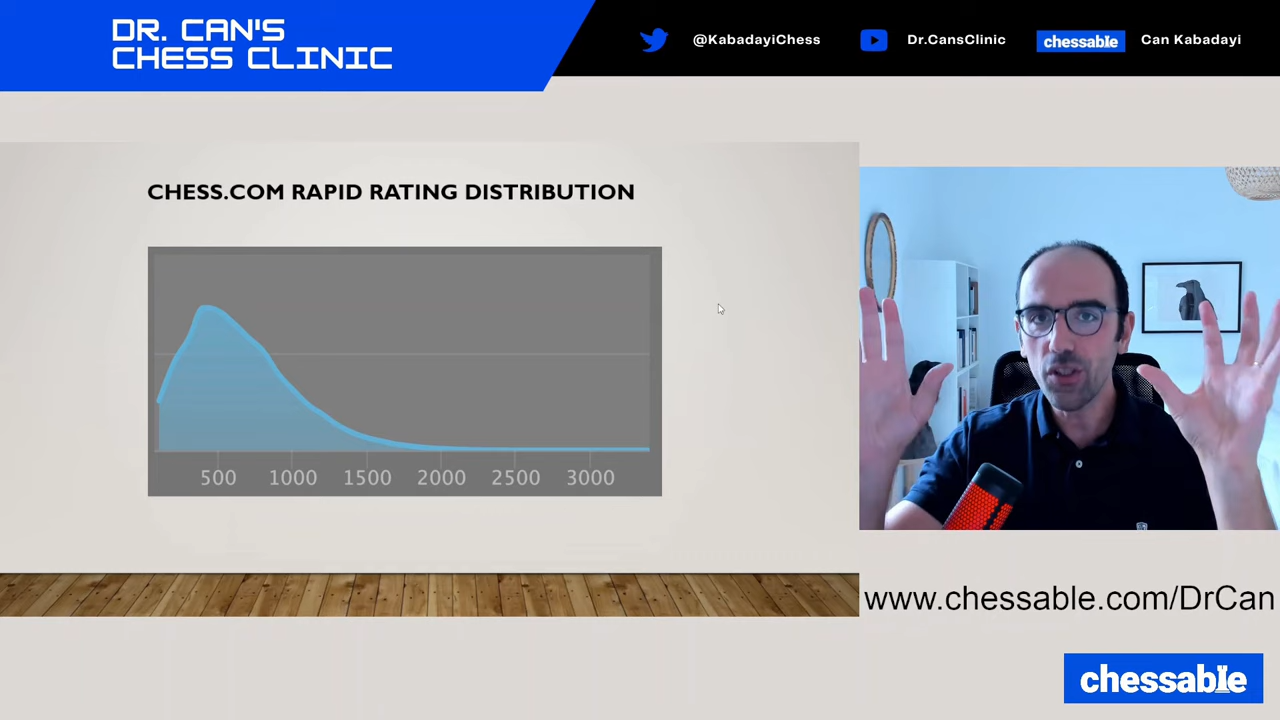 DR. CAN'S
CHESS CLINIC
@KabadayiChess
Dr.CansClinic
chessable
Can Kabadayi
CHESS.COM RAPID RATING DISTRIBUTION
500 1000 1500 2000 2500 3000
www.chessable.com/DrCan
chessable